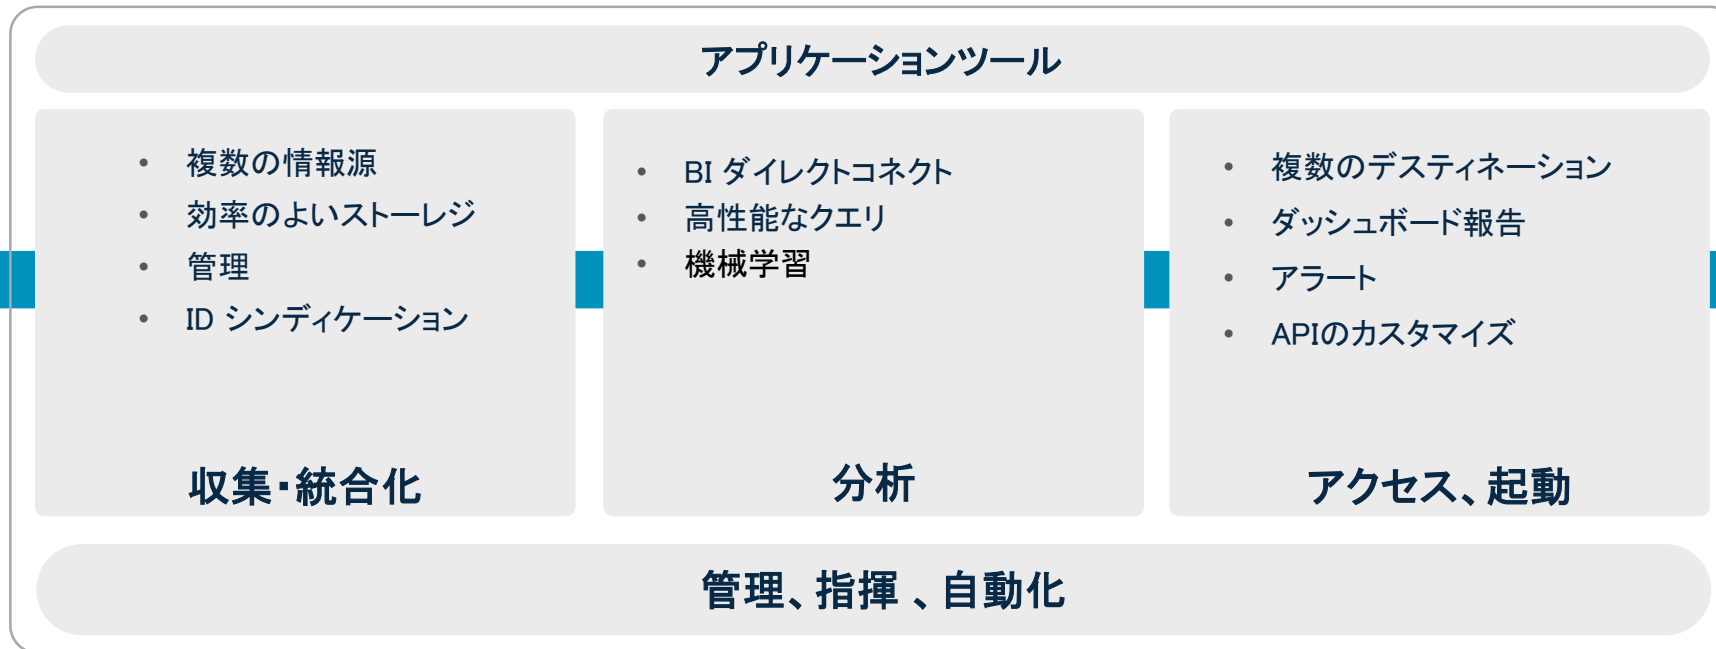 アプリケーションツール
• 複数の情報源
• 効率のよいストーレジ
• 管理
• ID シンディケーション
収集・統合化
• BI ダイレクトコネクト
• 高性能なクエリ
• 機械学習
分析
• 複数のデスティネーション
• ダッシュボード報告
• アラート
• APIのカスタマイズ
アクセス、起動
管理、指揮 、自動化